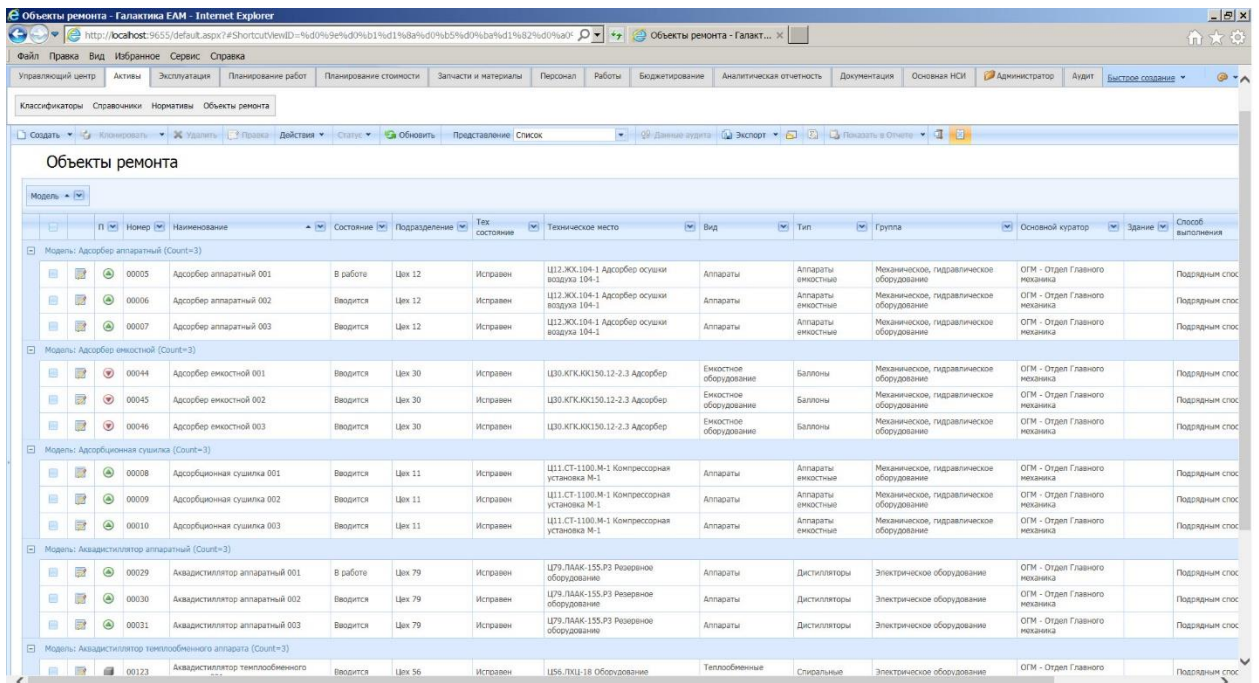 Объекты ремонта - Галактика EAM - Internet Explorer
http://localhost:9655/default.aspx?#ShortcutViewID=%d0%9e%d0%b1%d1%8a%d0%b5%d0%ba%d1%82%d0%a0 Объекты ремонта - Галакт... ×
Файл Правка Вид Избранное Сервис Справка
Управляющий центр Активы Эксплуатация Планирование работ Планирование стоимости Запчасти и материалы Персонал Работы Бюджетирование Аналитическая отчетность Документация Основная НСИ Администратор Аудит Быстрое создание
Классификаторы Справочники Нормативы Объекты ремонта
Создать Клонировать Удалить Правка Действия Статус Обновить Представление Список Данные аудита Экспорт Показать в Отчете
Объекты ремонта
Модель
П Номер Наименование Состояние Подразделение Тех состояние Техническое место Вид Тип Группа Основной куратор Здание Способ выполнения
Модель: Адсорбер аппаратный (Count=3)
00005 Адсорбер аппаратный 001 В работе Цех 12 Исправен Ц12.ЖХ.104-1 Адсорбер осушки воздуха 104-1 Аппараты Аппараты емкостные Механическое, гидравлическое оборудование ОГМ - Отдел Главного механика Подрядным спос
00006 Адсорбер аппаратный 002 Вводится Цех 12 Исправен Ц12.ЖХ.104-1 Адсорбер осушки воздуха 104-1 Аппараты Аппараты емкостные Механическое, гидравлическое оборудование ОГМ - Отдел Главного механика Подрядным спос
00007 Адсорбер аппаратный 003 Вводится Цех 12 Исправен Ц12.ЖХ.104-1 Адсорбер осушки воздуха 104-1 Аппараты Аппараты емкостные Механическое, гидравлическое оборудование ОГМ - Отдел Главного механика Подрядным спос
Модель: Адсорбер емкостной (Count=3)
00044 Адсорбер емкостной 001 Вводится Цех 30 Исправен Ц30.КГК.КК150.12-2.3 Адсорбер Емкостное оборудование Баллоны Механическое, гидравлическое оборудование ОГМ - Отдел Главного механика Подрядным спос
00045 Адсорбер емкостной 002 Вводится Цех 30 Исправен Ц30.КГК.КК150.12-2.3 Адсорбер Емкостное оборудование Баллоны Механическое, гидравлическое оборудование ОГМ - Отдел Главного механика Подрядным спос
00046 Адсорбер емкостной 003 Вводится Цех 30 Исправен Ц30.КГК.КК150.12-2.3 Адсорбер Емкостное оборудование Баллоны Механическое, гидравлическое оборудование ОГМ - Отдел Главного механика Подрядным спос
Модель: Адсорбционная сушилка (Count=3)
00008 Адсорбционная сушилка 001 Вводится Цех 11 Исправен Ц11.СТ-1100.М-1 Компрессорная установка М-1 Аппараты Аппараты емкостные Механическое, гидравлическое оборудование ОГМ - Отдел Главного механика Подрядным спос
00009 Адсорбционная сушилка 002 Вводится Цех 11 Исправен Ц11.СТ-1100.М-1 Компрессорная установка М-1 Аппараты Аппараты емкостные Механическое, гидравлическое оборудование ОГМ - Отдел Главного механика Подрядным спос
00010 Адсорбционная сушилка 003 Вводится Цех 11 Исправен Ц11.СТ-1100.М-1 Компрессорная установка М-1 Аппараты Аппараты емкостные Механическое, гидравлическое оборудование ОГМ - Отдел Главного механика Подрядным спос
Модель: Аквадистиллятор аппаратный (Count=3)
00029 Аквадистиллятор аппаратный 001 В работе Цех 79 Исправен Ц79.ЛААК-155.РЗ Резервное оборудование Аппараты Дистилляторы Электрическое оборудование ОГМ - Отдел Главного механика Подрядным спос
00030 Аквадистиллятор аппаратный 002 Вводится Цех 79 Исправен Ц79.ЛААК-155.РЗ Резервное оборудование Аппараты Дистилляторы Электрическое оборудование ОГМ - Отдел Главного механика Подрядным спос
00031 Аквадистиллятор аппаратный 003 Вводится Цех 79 Исправен Ц79.ЛААК-155.РЗ Резервное оборудование Аппараты Дистилляторы Электрическое оборудование ОГМ - Отдел Главного механика Подрядным спос
Модель: Аквадистиллятор темплообменного аппарата (Count=3)
00123 Аквадистиллятор темплообменного Вводится Цех 56 Исправен Ц56.ЛХЦ-18 Оборудование Теплообменные Спиральные ОГМ - Отдел Главного механика Подрядным спос